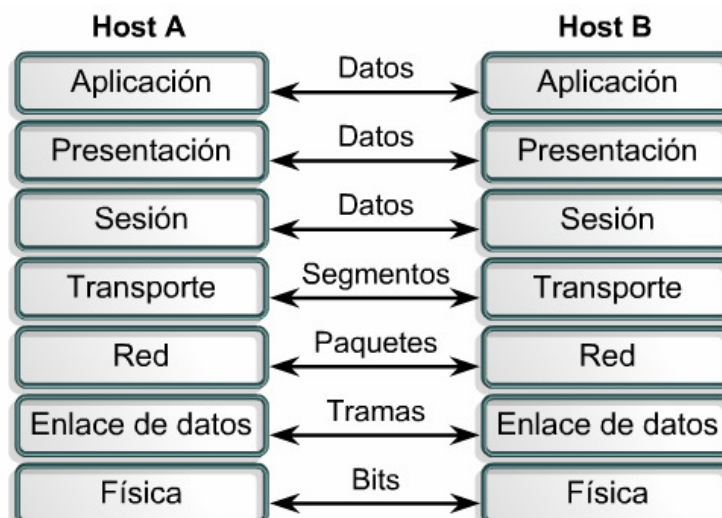 Host A Host B
Aplicación Datos Aplicación
Presentación Datos Presentación
Sesión Datos Sesión
Transporte Segmentos Transporte
Red Paquetes Red
Enlace de datos Tramas Enlace de datos
Física Bits Física